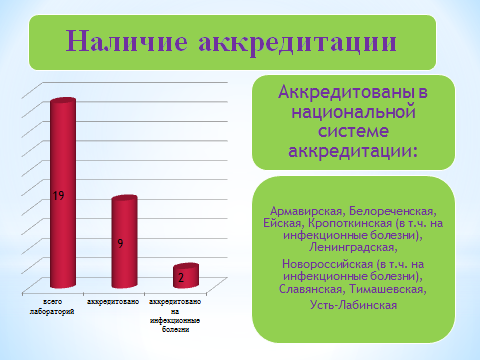 Наличие аккредитации
19
9
2
всего
лабораторий
аккредитовано
аккредитовано
на
инфекционные
болезни
Аккредитованы в
национальной
системе
аккредитации:
Армавирская, Белореченская,
Ейская, Кропоткинская (в т.ч. на
инфекционные болезни),
Ленинградская,
Новороссийская (в т.ч. на
инфекционные болезни),
Славянская, Тимашевская,
Усть-Лабинская